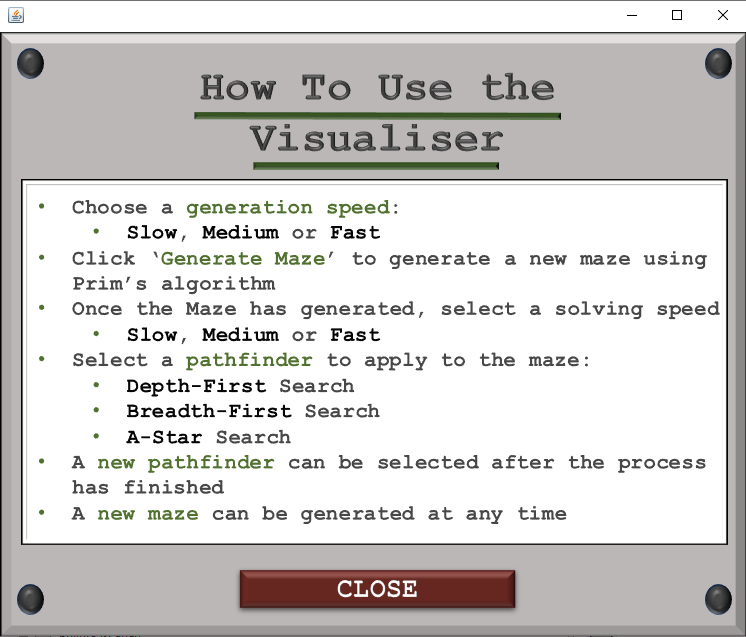 How To Use the
Visualiser
• Choose a generation speed:
• Slow, Medium or Fast
• Click ‘Generate Maze’ to generate a new maze using
Prim’s algorithm
• Once the Maze has generated, select a solving speed
• Slow, Medium or Fast
• Select a pathfinder to apply to the maze:
• Depth-First Search
• Breadth-First Search
• A-Star Search
• A new pathfinder can be selected after the process
has finished
• A new maze can be generated at any time
CLOSE